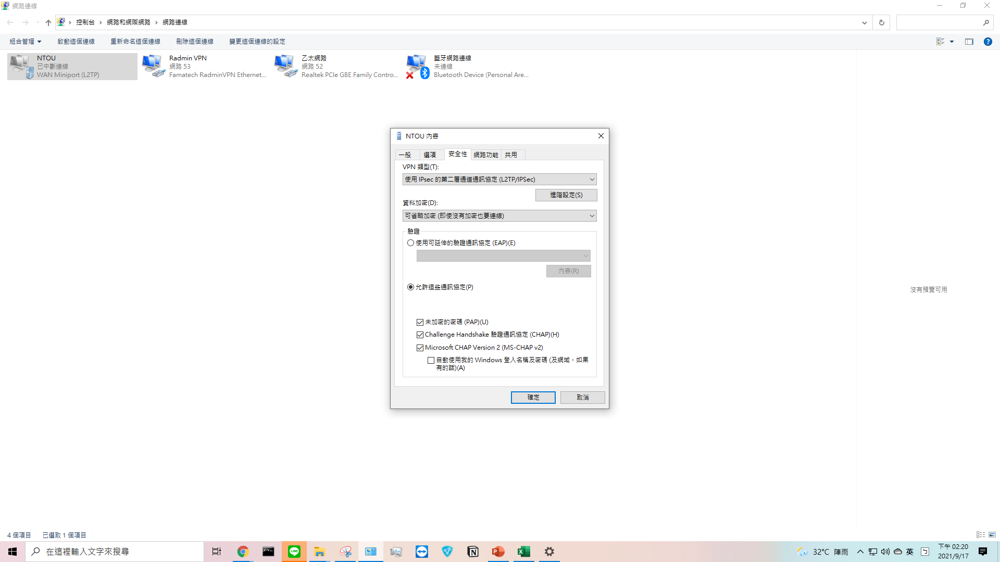 網路連線
控制台 網路和網際網路 網路連線
組合管理 啟動這個連線 重新命名這個連線 刪除這個連線 變更這個連線的設定
NTOU
已中斷連線
WAN Miniport (L2TP)
Radmin VPN
網路 53
Famatech RadminVPN Ethernet...
乙太網路
網路 52
Realtek PCIe GBE Family Contro...
藍牙網路連線
未連線
Bluetooth Device (Personal Are...
NTOU 內容
一般 選項 安全性 網路功能 共用
VPN 類型(T):
使用 IPsec 的第二層通道通訊協定 (L2TP/IPSec)
進階設定(S)
資料加密(D):
可省略加密 (即使沒有加密也要連線)
驗證
使用可延伸的驗證通訊協定 (EAP)(E)
內容(R)
允許這些通訊協定(P)
未加密的密碼 (PAP)(U)
Challenge Handshake 驗證通訊協定 (CHAP)(H)
Microsoft CHAP Version 2 (MS-CHAP v2)
自動使用我的 Windows 登入名稱及密碼 (及網域，如果
有的話)(A)
確定 取消
沒有預覽可用
4 個項目 已選取 1 個項目
在這裡輸入文字來搜尋
32°C 陣雨
英
下午 02:20
2021/9/17